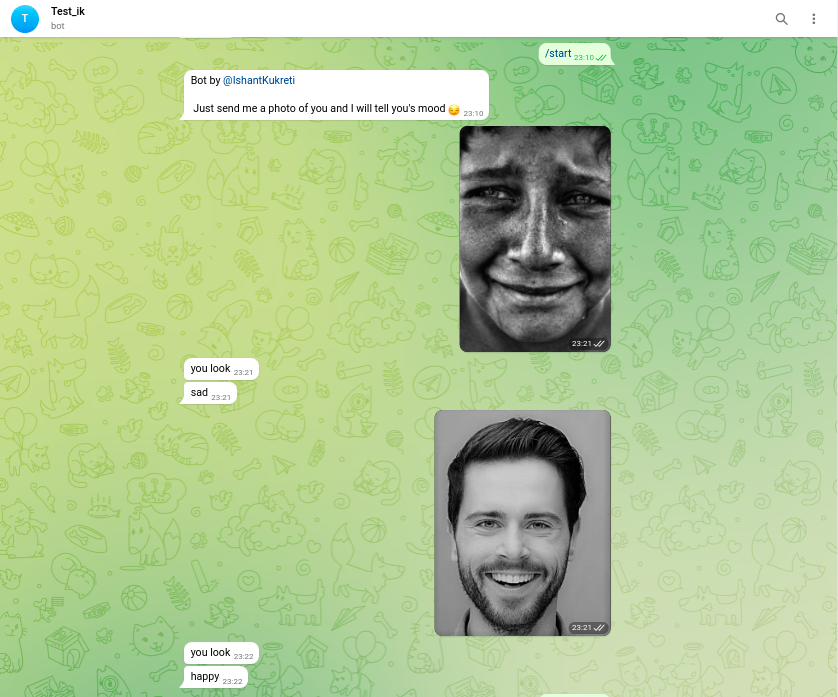 T
Test_ik
bot
/start 23:10
Bot by @IshantKukreti
Just send me a photo of you and I will tell you's mood 😏 23:10
23:21
you look 23:21
sad 23:21
23:21
you look 23:22
happy 23:22